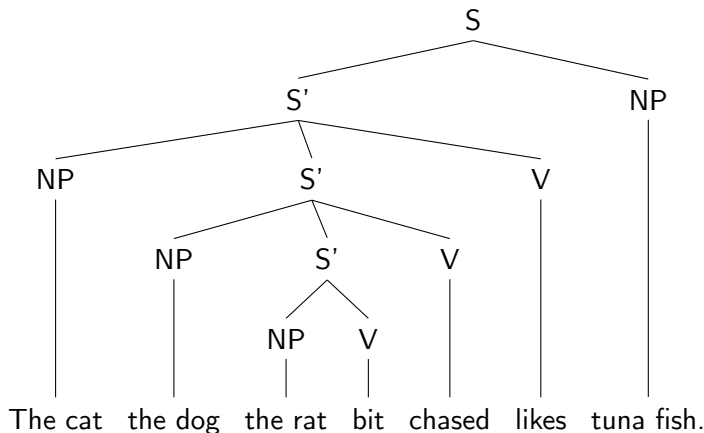 S
S' NP
NP S' V
NP S' V
NP V
The cat the dog the rat bit chased likes tuna fish.